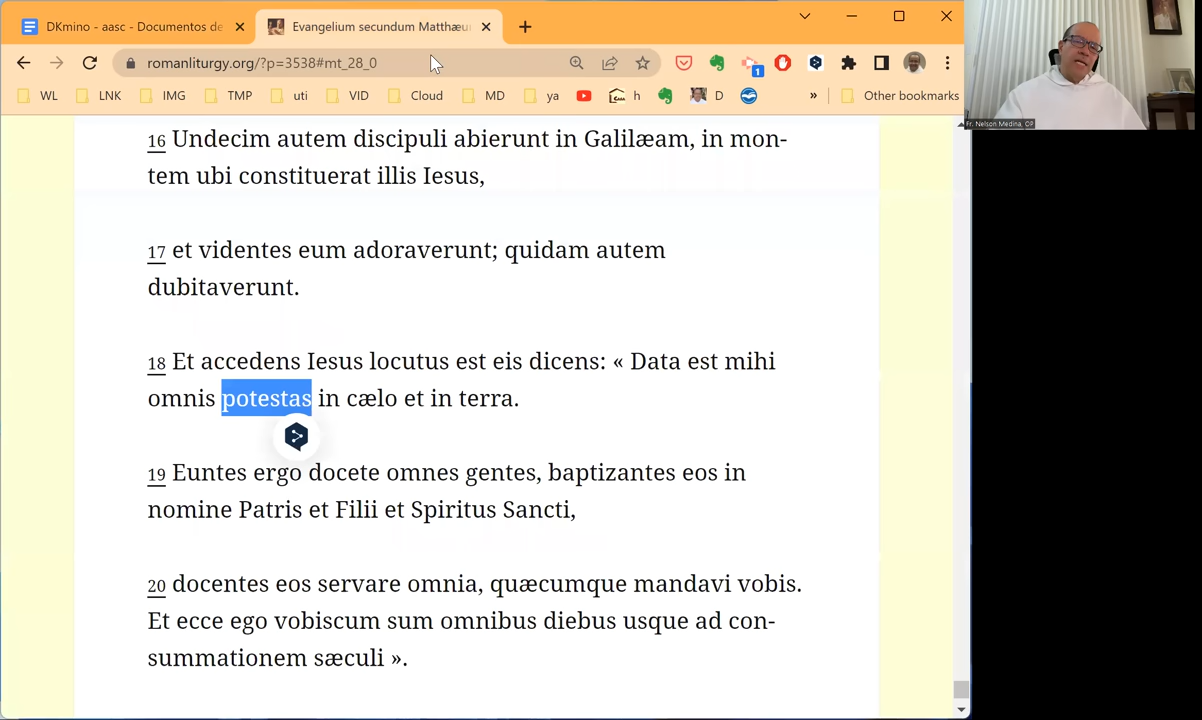 DKmino - aasc - Documentos de
Evangelium secundum Matthæu
romanliturgy.org/?p=3538#mt_28_0
1
WL LNK IMG TMP uti VID Cloud MD ya h D » Other bookmarks
Fr. Nelson Medina, OP
16 Undecim autem discipuli abierunt in Galilæam, in mon-
tem ubi constituerat illis Iesus,
17 et videntes eum adoraverunt; quidam autem
dubitaverunt.
18 Et accedens Iesus locutus est eis dicens: « Data est mihi
omnis potestas in cælo et in terra.
19 Euntes ergo docete omnes gentes, baptizantes eos in
nomine Patris et Filii et Spiritus Sancti,
20 docentes eos servare omnia, quæcumque mandavi vobis.
Et ecce ego vobiscum sum omnibus diebus usque ad con-
summationem sæculi ».